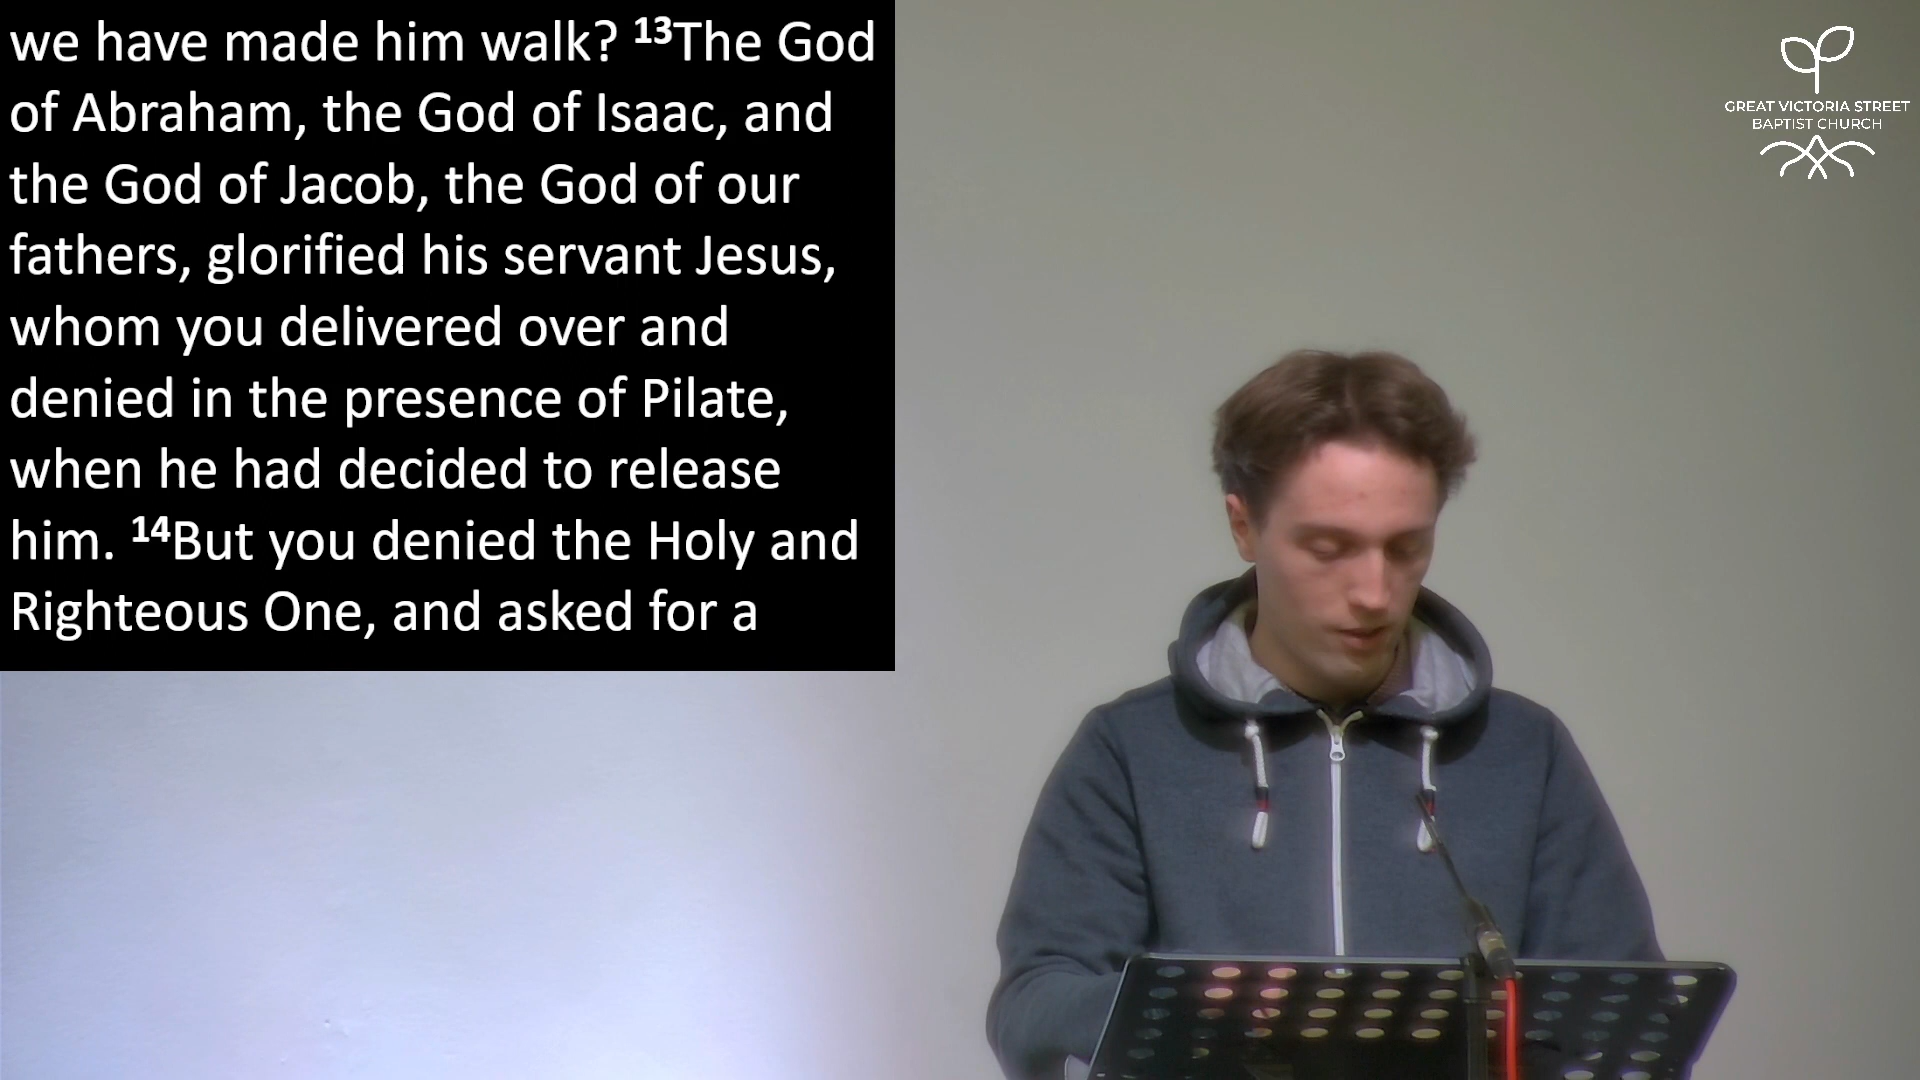 we have made him walk? ¹³The God
of Abraham, the God of Isaac, and
the God of Jacob, the God of our
fathers, glorified his servant Jesus,
whom you delivered over and
denied in the presence of Pilate,
when he had decided to release
him. ¹⁴But you denied the Holy and
Righteous One, and asked for a
GREAT VICTORIA STREET
BAPTIST CHURCH